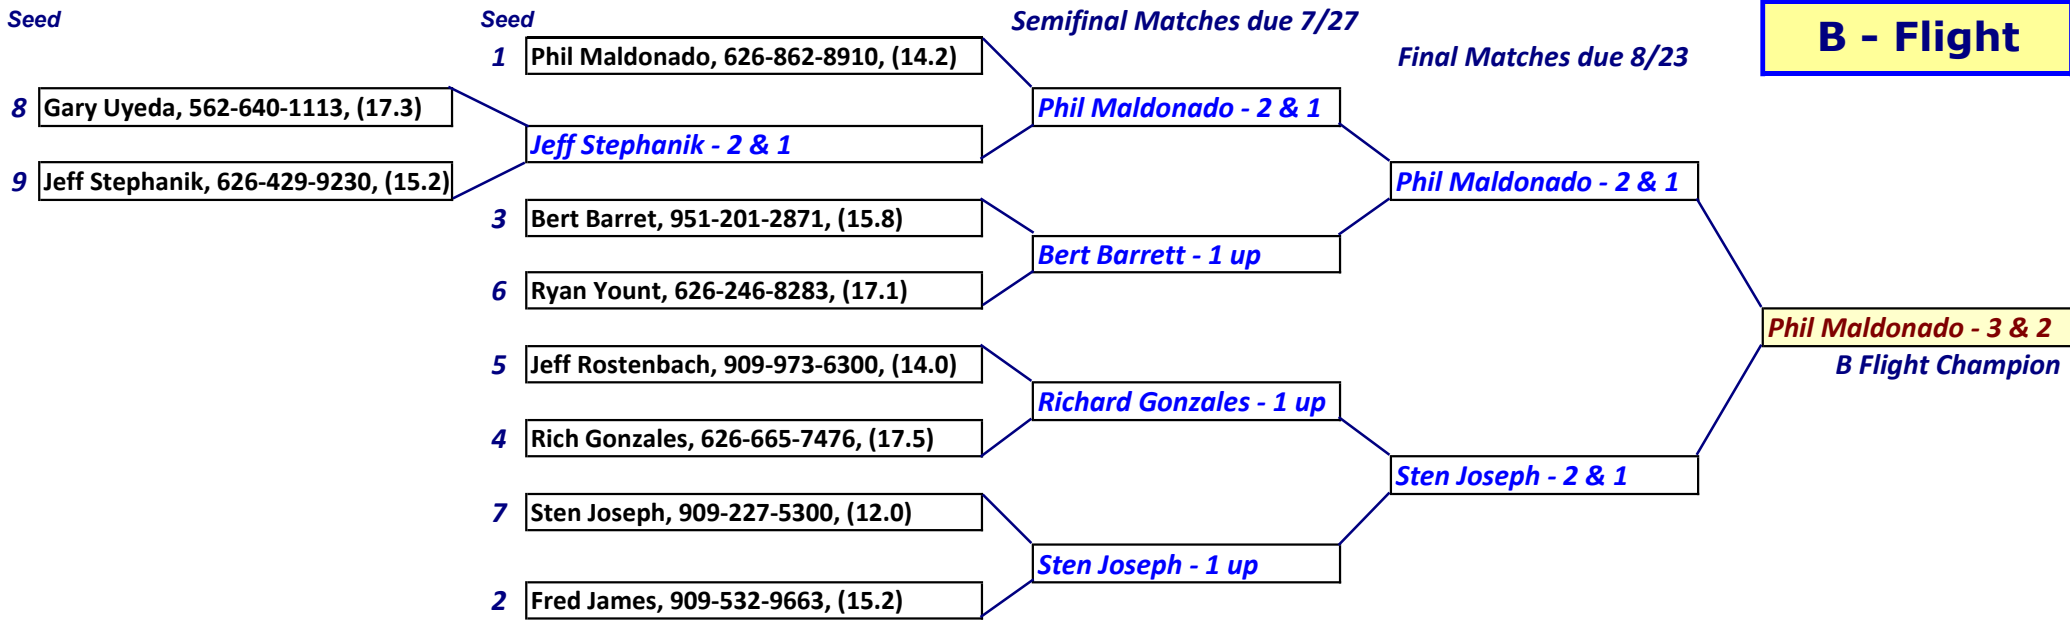 Seed
Seed
Semifinal Matches due 7/27
B - Flight
1 Phil Maldonado, 626-862-8910, (14.2)
Final Matches due 8/23
8 Gary Uyeda, 562-640-1113, (17.3)
Phil Maldonado - 2 & 1
Jeff Stephanik - 2 & 1
9 Jeff Stephanik, 626-429-9230, (15.2)
Phil Maldonado - 2 & 1
3 Bert Barret, 951-201-2871, (15.8)
Bert Barrett - 1 up
6 Ryan Yount, 626-246-8283, (17.1)
Phil Maldonado - 3 & 2
5 Jeff Rostenbach, 909-973-6300, (14.0)
B Flight Champion
Richard Gonzales - 1 up
4 Rich Gonzales, 626-665-7476, (17.5)
Sten Joseph - 2 & 1
7 Sten Joseph, 909-227-5300, (12.0)
Sten Joseph - 1 up
2 Fred James, 909-532-9663, (15.2)